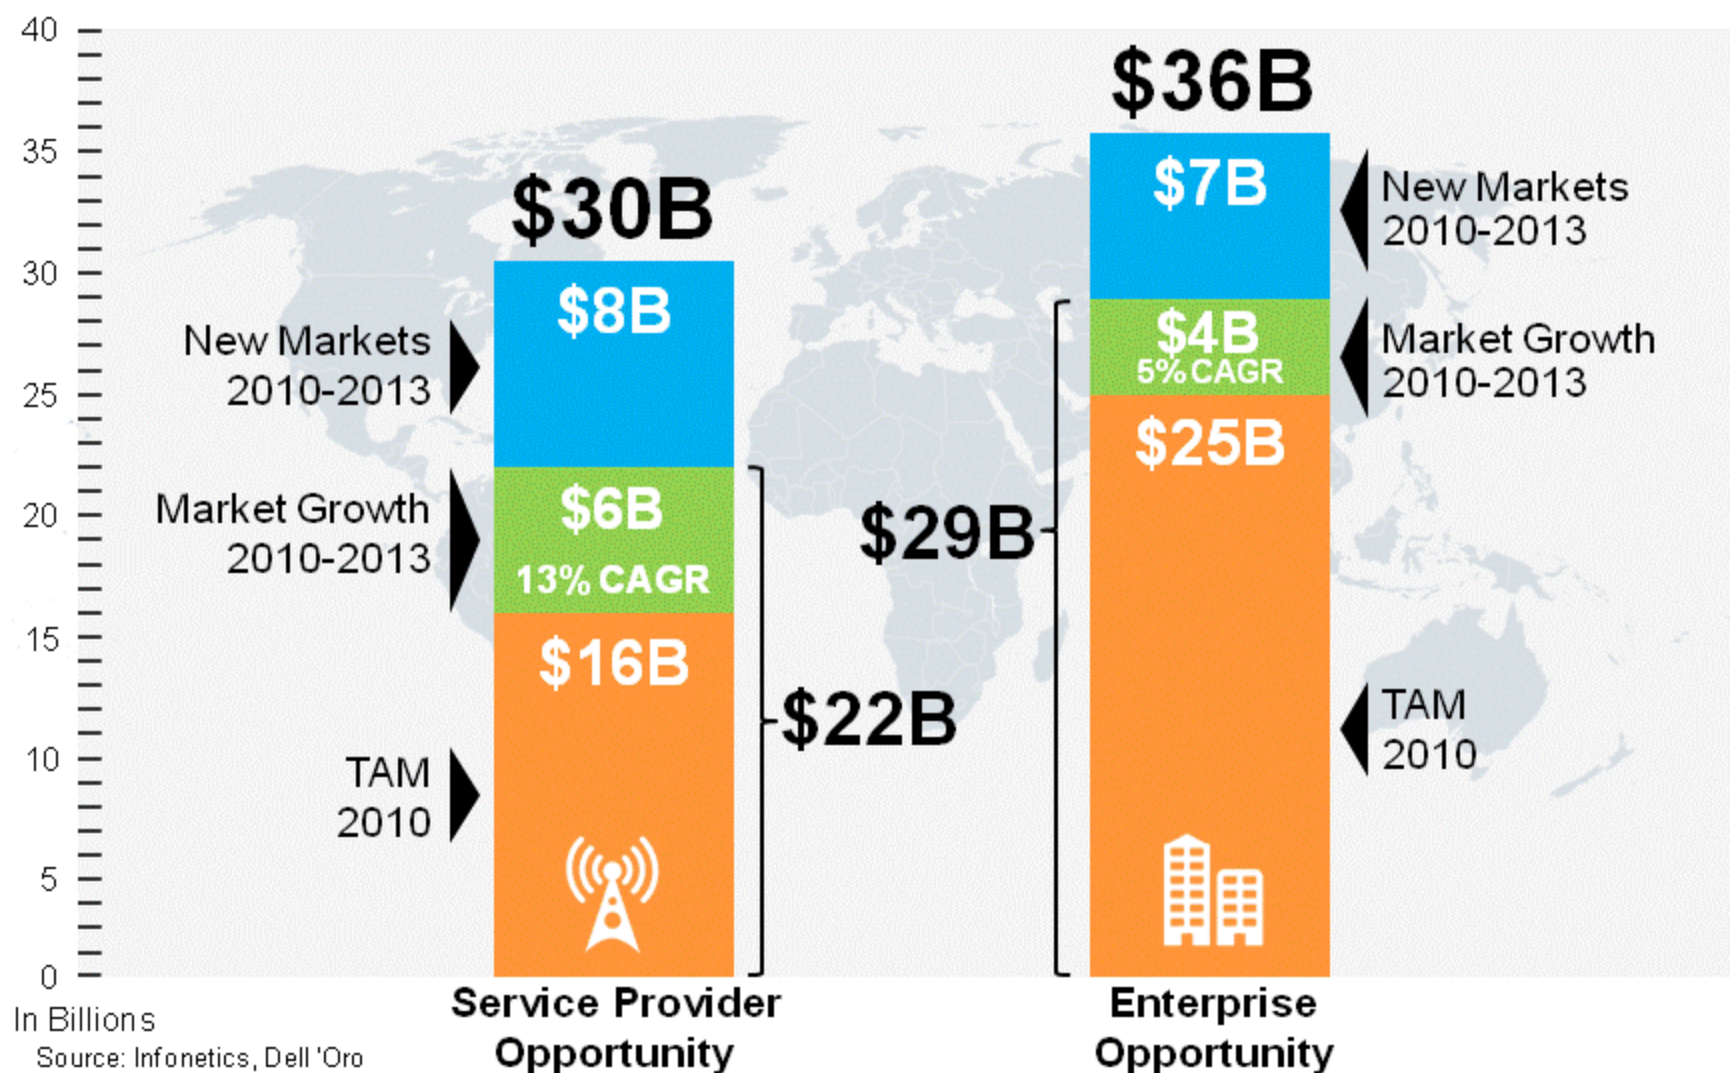 40
35
30
25
20
15
10
5
0
In Billions
Source: Infonetics, Dell 'Oro
$30B
$8B
New Markets
2010-2013
$6B
13% CAGR
Market Growth
2010-2013
$16B
TAM
2010
$22B
Service Provider
Opportunity
$36B
$7B
New Markets
2010-2013
$4B
5% CAGR
Market Growth
2010-2013
$25B
$29B
TAM
2010
Enterprise
Opportunity